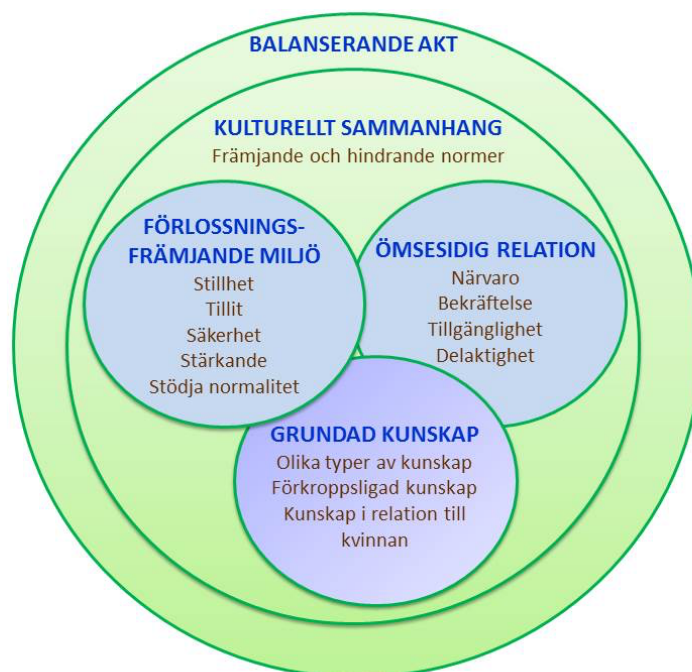 BALANSERANDE AKT
KULTURELLT SAMMANHANG
Främjande och hindrande normer
FÖRLOSSNINGS-
FRÄMJANDE MILJÖ
Stillhet
Tillit
Säkerhet
Stärkande
Stödja normalitet
ÖMSESIDIG RELATION
Närvaro
Bekräftelse
Tillgänglighet
Delaktighet
GRUNDAD KUNSKAP
Olika typer av kunskap
Förkroppsligad kunskap
Kunskap i relation till
kvinnan